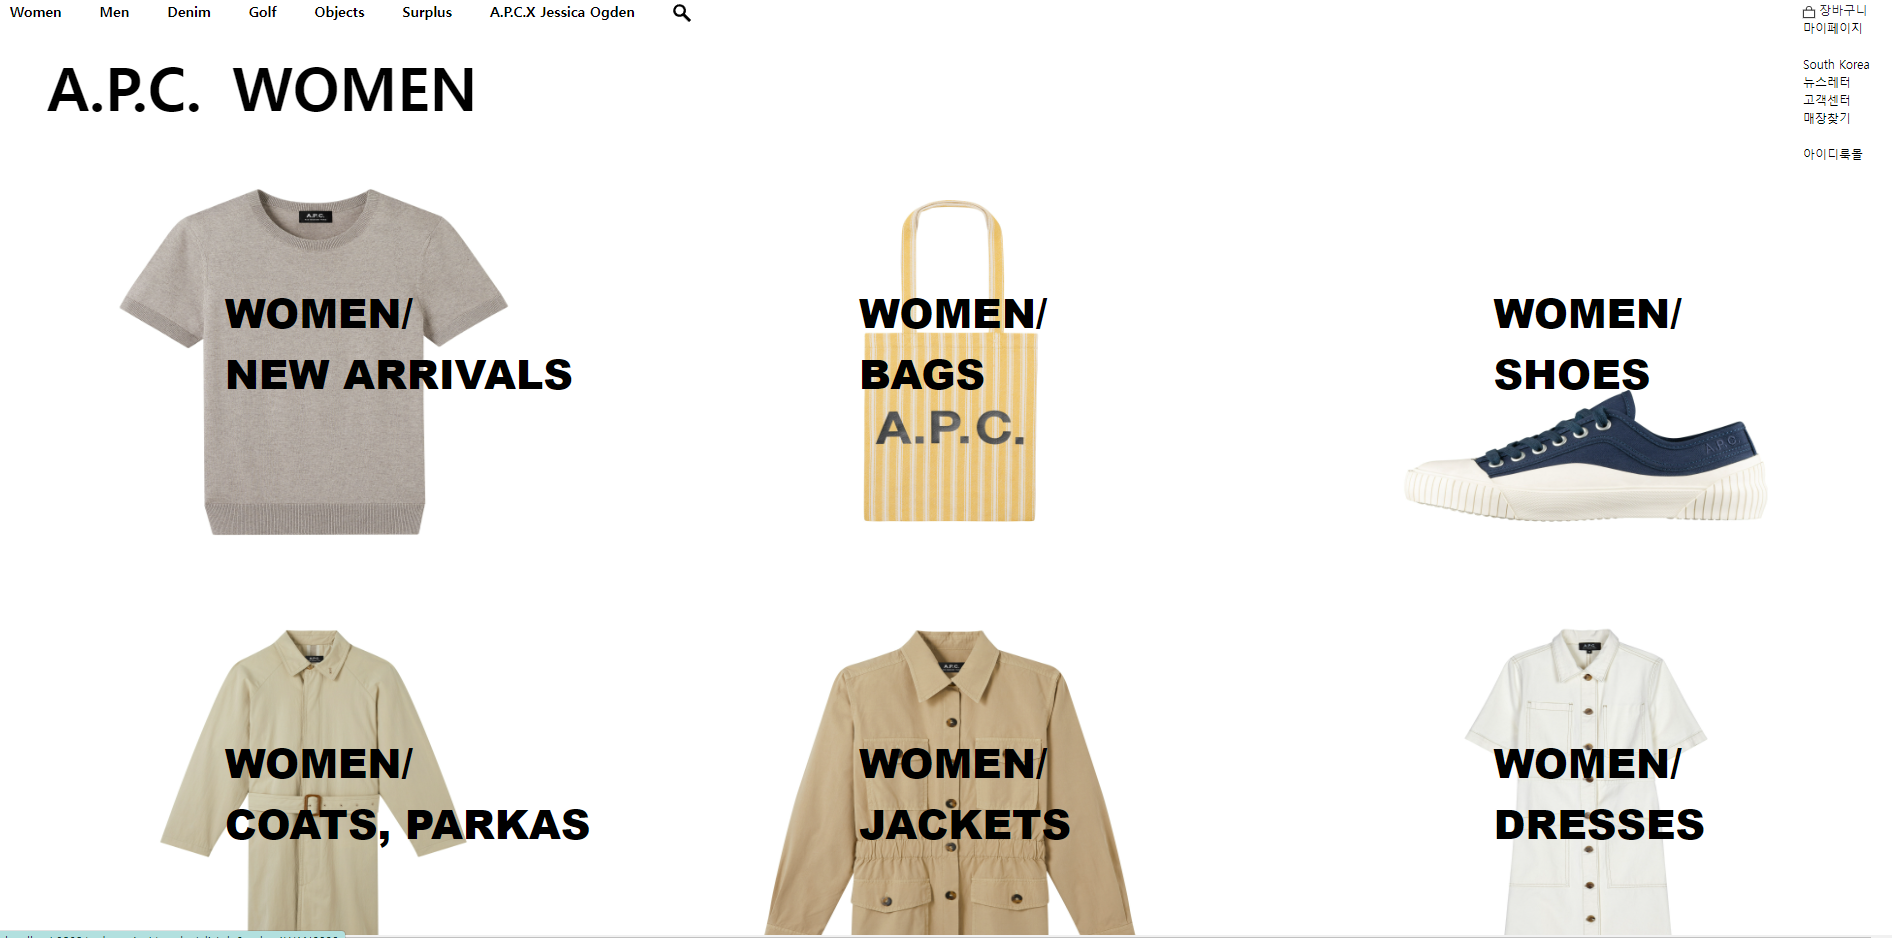 Women Men Denim Golf Objects Surplus A.P.C.X Jessica Ogden
장바구니
마이페이지
South Korea
뉴스레터
고객센터
매장찾기
아이디룩몰
A.P.C. WOMEN
A.P.C.
WOMEN/
NEW ARRIVALS
WOMEN/
BAGS
A.P.C.
WOMEN/
SHOES
A.P.C.
WOMEN/
COATS, PARKAS
A.P.C.
WOMEN/
JACKETS
WOMEN/
DRESSES